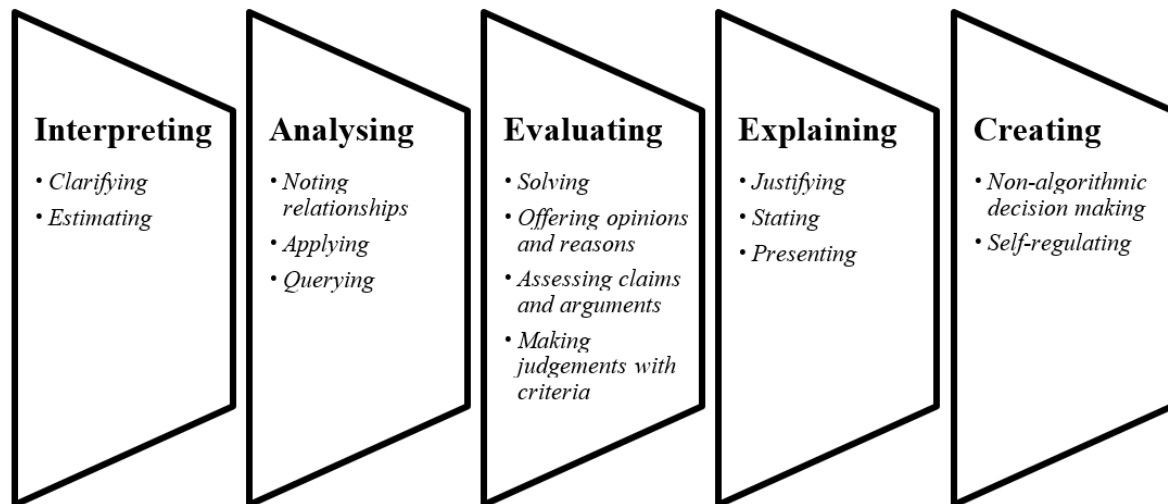 Interpreting
• Clarifying
• Estimating
Analysing
• Noting
relationships
• Applying
• Querying
Evaluating
• Solving
• Offering opinions
and reasons
• Assessing claims
and arguments
• Making
judgements with
criteria
Explaining
• Justifying
• Stating
• Presenting
Creating
• Non-algorithmic
decision making
• Self-regulating